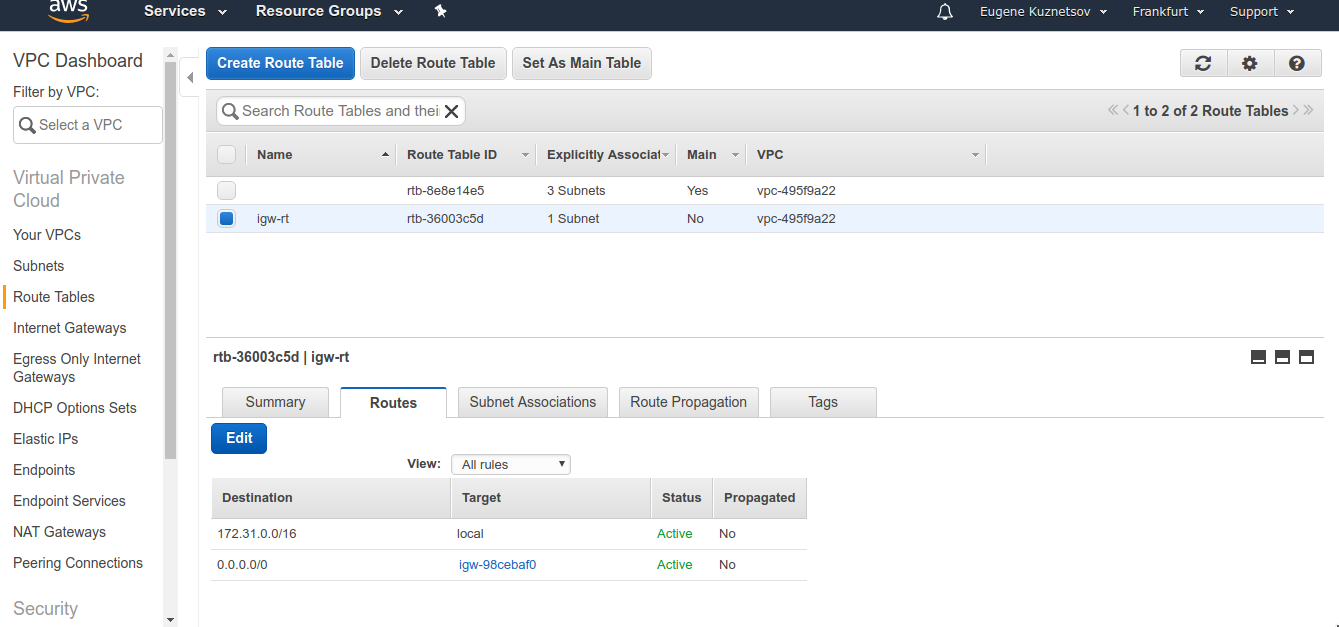 aws Services Resource Groups Eugene Kuznetsov Frankfurt Support
VPC Dashboard
Filter by VPC:
Select a VPC
Virtual Private
Cloud
Your VPCs
Subnets
Route Tables
Internet Gateways
Egress Only Internet
Gateways
DHCP Options Sets
Elastic IPs
Endpoints
Endpoint Services
NAT Gateways
Peering Connections
Security
Create Route Table Delete Route Table Set As Main Table
Search Route Tables and thei 1 to 2 of 2 Route Tables
Name Route Table ID Explicitly Associat Main VPC
rtb-8e8e14e5 3 Subnets Yes vpc-495f9a22
igw-rt rtb-36003c5d 1 Subnet No vpc-495f9a22
rtb-36003c5d | igw-rt
Summary Routes Subnet Associations Route Propagation Tags
Edit
View: All rules
Destination Target Status Propagated
172.31.0.0/16 local Active No
0.0.0.0/0 igw-98cebaf0 Active No